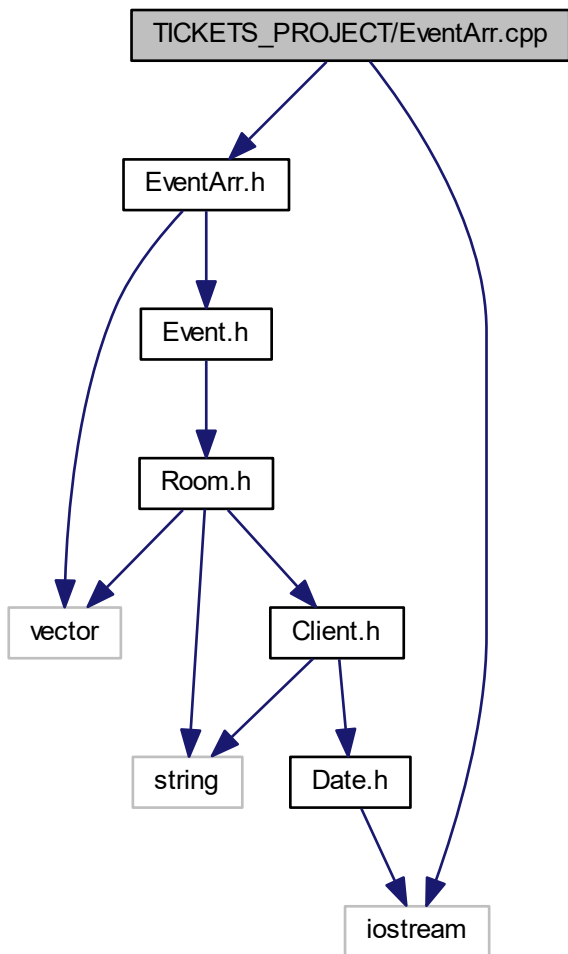 TICKETS_PROJECT/EventArr.cpp
EventArr.h
Event.h
Room.h
vector
Client.h
string
Date.h
iostream